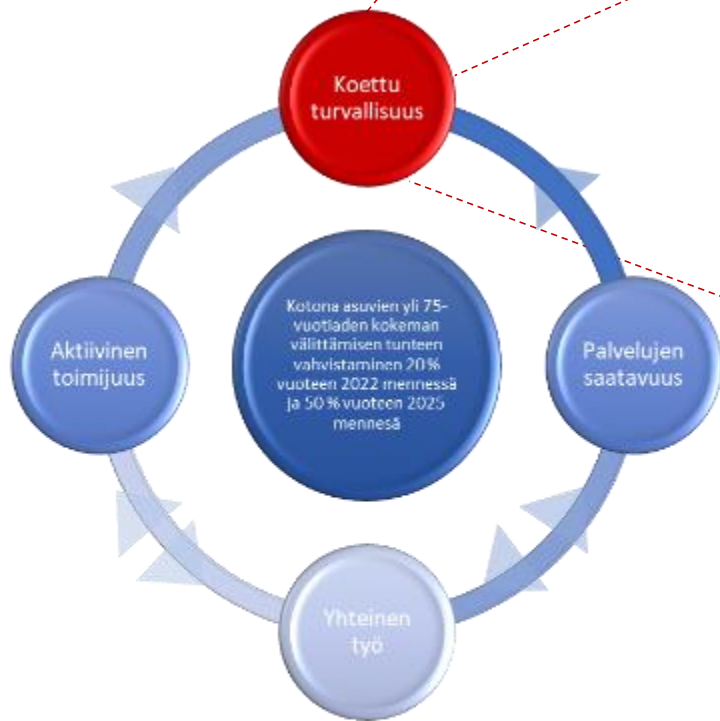 Koettu
turvallisuus
Aktiivinen
toimijuus
Kotona asuvien yli 75-
vuotiaden kokeman
välittämisen tunteen
vahvistaminen 20 %
vuoteen 2022 mennessä
ja 50 % vuoteen 2025
mennesä
Palvelujen
saatavuus
Yhteinen
työ